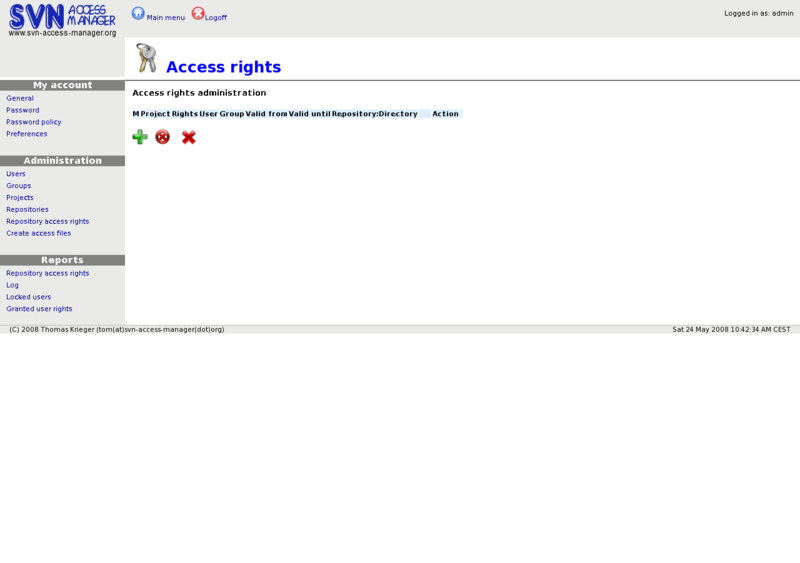 SVN ACCESS MANAGER
www.svn-access-manager.org
Main menu
Logoff
Logged in as: admin
Access rights
My account
General
Password
Password policy
Preferences
Administration
Users
Groups
Projects
Repositories
Repository access rights
Create access files
Reports
Repository access rights
Log
Locked users
Granted user rights
Access rights administration
M Project Rights User Group Valid from Valid until Repository:Directory Action
(C) 2008 Thomas Krieger (tom(at)svn-access-manager(dot)org)
Sat 24 May 2008 10:42:34 AM CEST